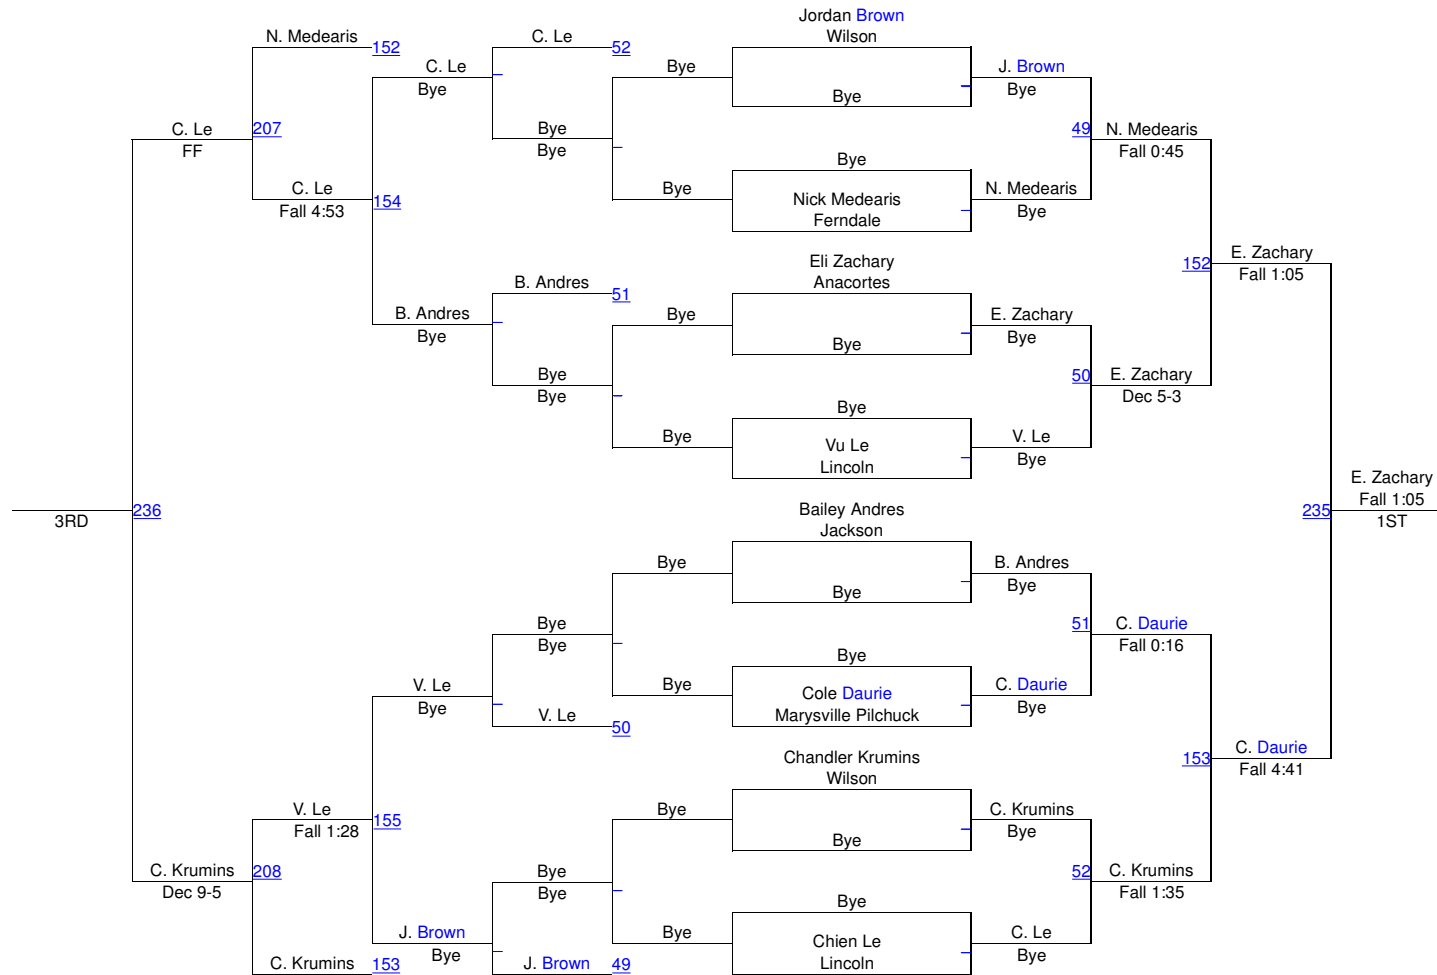 Jordan Brown
Wilson
N. Medearis
152
C. Le
52
C. Le
Bye
Bye
J. Brown
Bye
Bye
C. Le
FF
207
Bye
Bye
49
N. Medearis
Fall 0:45
Bye
C. Le
Fall 4:53
154
Bye
Nick Medearis
Ferndale
N. Medearis
Bye
Eli Zachary
Anacortes
152
E. Zachary
Fall 1:05
B. Andres
51
B. Andres
Bye
Bye
E. Zachary
Bye
Bye
Bye
Bye
50
E. Zachary
Dec 5-3
Bye
Bye
Vu Le
Lincoln
V. Le
Bye
3RD
236
Bailey Andres
Jackson
235
E. Zachary
Fall 1:05
1ST
Bye
B. Andres
Bye
Bye
Bye
Bye
51
C. Daurie
Fall 0:16
Bye
V. Le
Bye
Bye
Cole Daurie
Marysville Pilchuck
C. Daurie
Bye
V. Le
50
Chandler Krumins
Wilson
153
C. Daurie
Fall 4:41
V. Le
Fall 1:28
155
Bye
C. Krumins
Bye
Bye
C. Krumins
Dec 9-5
208
Bye
Bye
52
C. Krumins
Fall 1:35
Bye
J. Brown
Bye
Bye
Chien Le
Lincoln
C. Le
Bye
C. Krumins
153
J. Brown
49